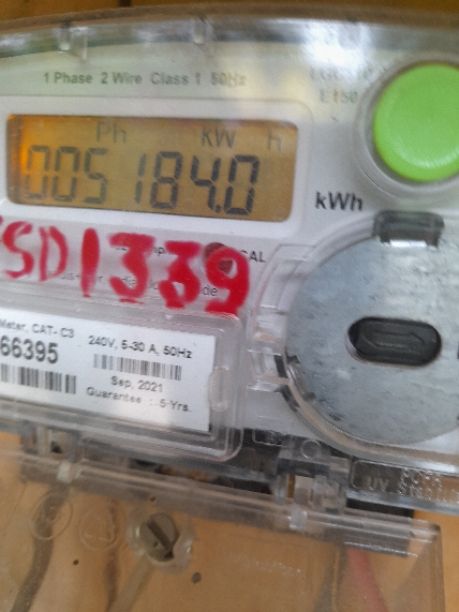 1 Phase 2 Wire Class 1 50Hz
Ph kW h
005184.0
kWh
SD1339
Meter, CAT- C3
66395
240V, 5-30 A, 50Hz
Sep, 2021
Guarantee : 5-Yrs.